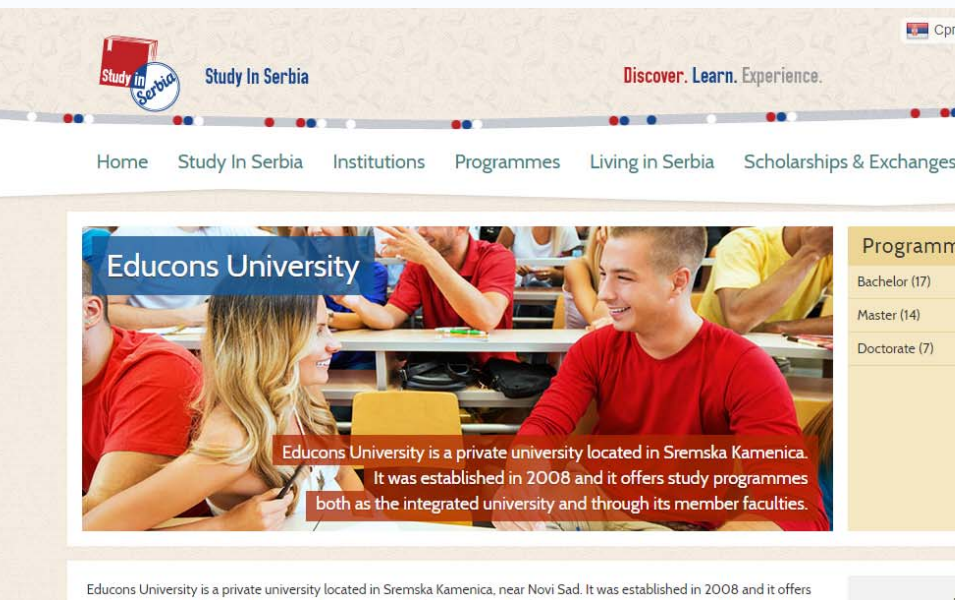 Study in
Serbia
Study In Serbia
Discover. Learn. Experience.
Home Study In Serbia Institutions Programmes Living in Serbia Scholarships & Exchanges
Educons University
Educons University is a private university located in Sremska Kamenica.
It was established in 2008 and it offers study programmes
both as the integrated university and through its member faculties.
Bachelor (17)
Master (14)
Doctorate (7)
Educons University is a private university located in Sremska Kamenica, near Novi Sad. It was established in 2008 and it offers